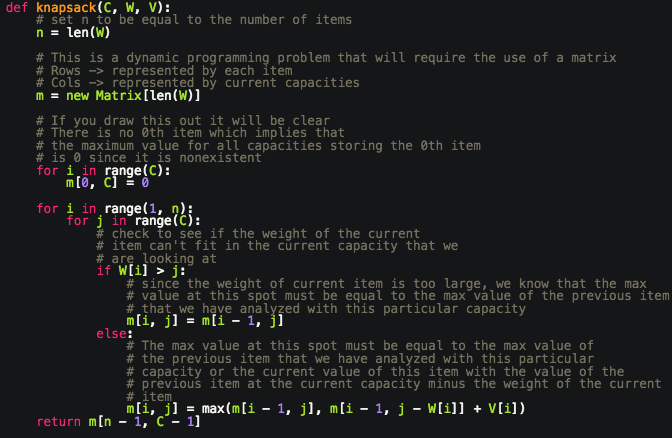 def knapsack(C, W, V):
    # set n to be equal to the number of items
    n = len(W)

    # This is a dynamic programming problem that will require the use of a matrix
    # Rows -> represented by each item
    # Cols -> represented by current capacities
    m = new Matrix[len(W)]

    # If you draw this out it will be clear
    # There is no 0th item which implies that
    # the maximum value for all capacities storing the 0th item
    # is 0 since it is nonexistent
    for i in range(C):
        m[0, C] = 0

    for i in range(1, n):
        for j in range(C):
            # check to see if the weight of the current
            # item can't fit in the current capacity that we
            # are looking at
            if W[i] > j:
                # since the weight of current item is too large, we know that the max
                # value at this spot must be equal to the max value of the previous item
                # that we have analyzed with this particular capacity
                m[i, j] = m[i - 1, j]
            else:
                # The max value at this spot must be equal to the max value of
                # the previous item that we have analyzed with this particular
                # capacity or the current value of this item with the value of the
                # previous item at the current capacity minus the weight of the current
                # item
                m[i, j] = max(m[i - 1, j], m[i - 1, j - W[i]] + V[i])
    return m[n - 1, C - 1]